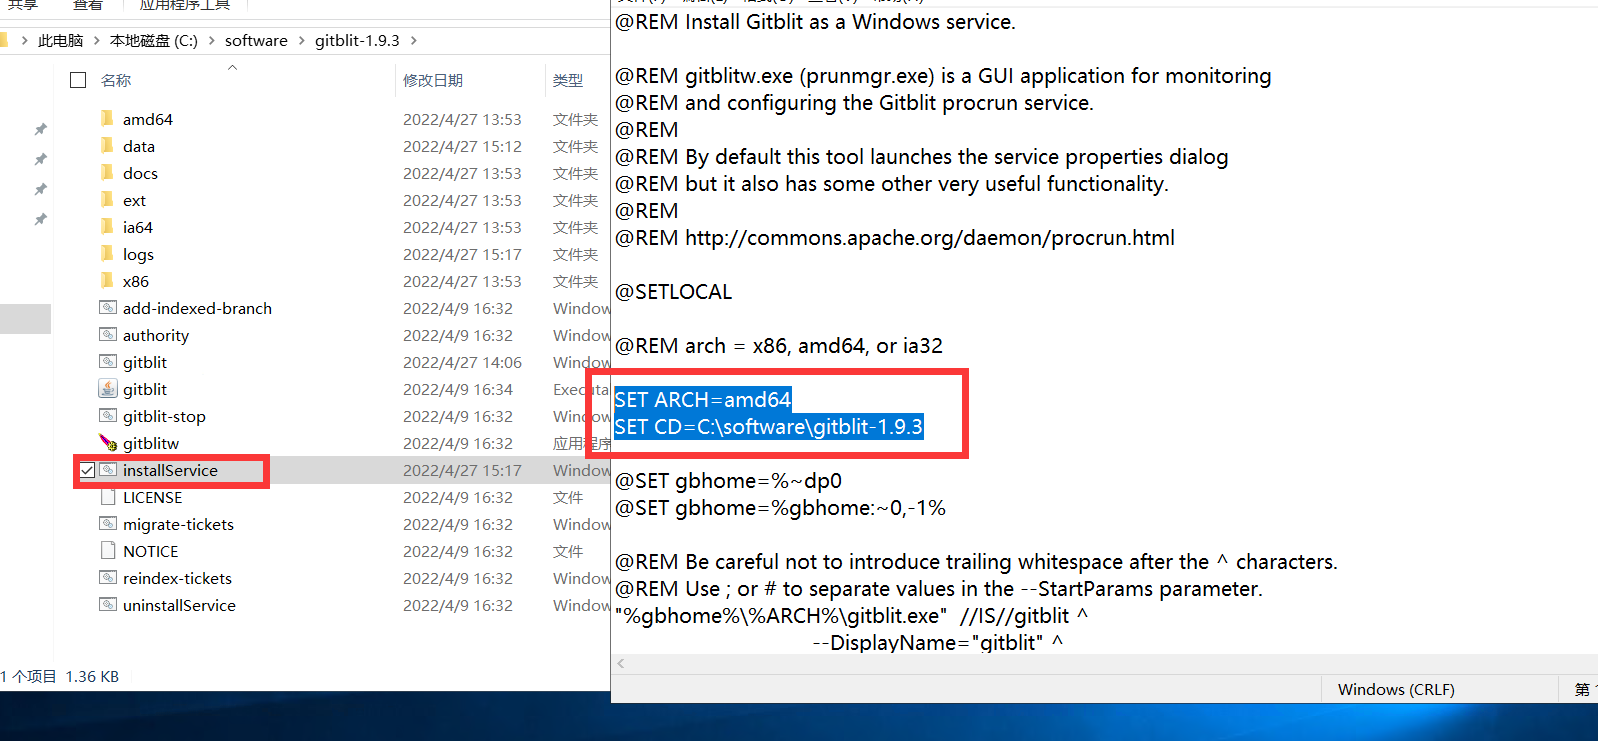 共享 查看 应用程序工具
此电脑 > 本地磁盘 (C:) > software > gitblit-1.9.3 >
名称 修改日期 类型
amd64 2022/4/27 13:53 文件夹
data 2022/4/27 15:12 文件夹
docs 2022/4/27 13:53 文件夹
ext 2022/4/27 13:53 文件夹
ia64 2022/4/27 13:53 文件夹
logs 2022/4/27 15:17 文件夹
x86 2022/4/27 13:53 文件夹
add-indexed-branch 2022/4/9 16:32 Window
authority 2022/4/9 16:32 Window
gitblit 2022/4/27 14:06 Window
gitblit 2022/4/9 16:34 Executa
gitblit-stop 2022/4/9 16:32 Window
gitblitw 2022/4/9 16:32 应用程序
installService 2022/4/27 15:17 Window
LICENSE 2022/4/9 16:32 文件
migrate-tickets 2022/4/9 16:32 Window
NOTICE 2022/4/9 16:32 文件
reindex-tickets 2022/4/9 16:32 Window
uninstallService 2022/4/9 16:32 Window
1 个项目 1.36 KB
@REM Install Gitblit as a Windows service.
@REM gitblitw.exe (prunmgr.exe) is a GUI application for monitoring
@REM and configuring the Gitblit procrun service.
@REM
@REM By default this tool launches the service properties dialog
@REM but it also has some other very useful functionality.
@REM
@REM http://commons.apache.org/daemon/procrun.html
@SETLOCAL
@REM arch = x86, amd64, or ia32
SET ARCH=amd64
SET CD=C:\software\gitblit-1.9.3
@SET gbhome=%~dp0
@SET gbhome=%gbhome:~0,-1%
@REM Be careful not to introduce trailing whitespace after the ^ characters.
@REM Use ; or # to separate values in the --StartParams parameter.
"%gbhome%\%ARCH%\gitblit.exe"  //IS//gitblit ^
--DisplayName="gitblit" ^
Windows (CRLF) 第